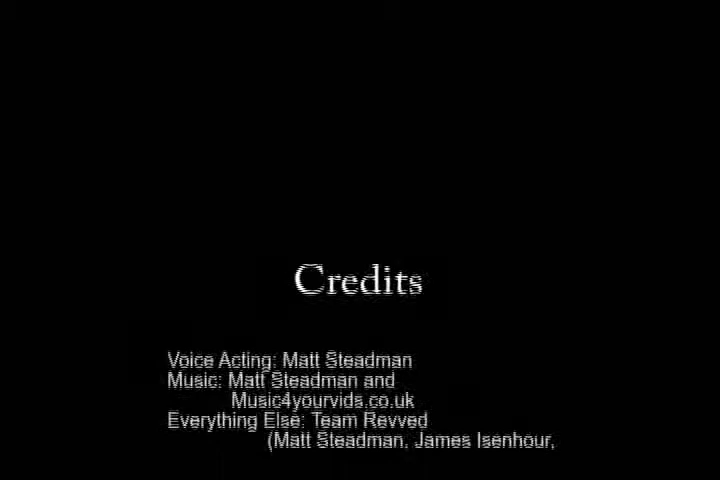 Credits
Voice Acting: Matt Steadman
Music: Matt Steadman and
Music4yourvids.co.uk
Everything Else: Team Revved
(Matt Steadman, James Isenhour,